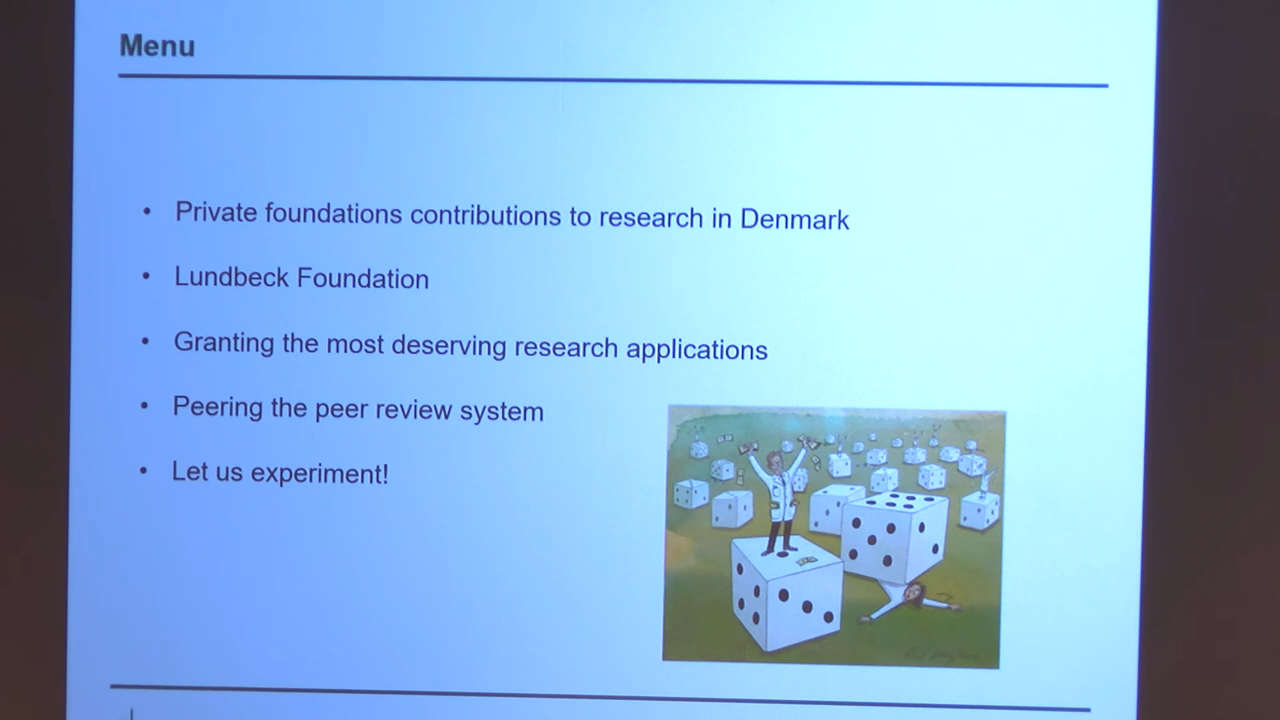 Menu
• Private foundations contributions to research in Denmark
• Lundbeck Foundation
• Granting the most deserving research applications
• Peering the peer review system
• Let us experiment!